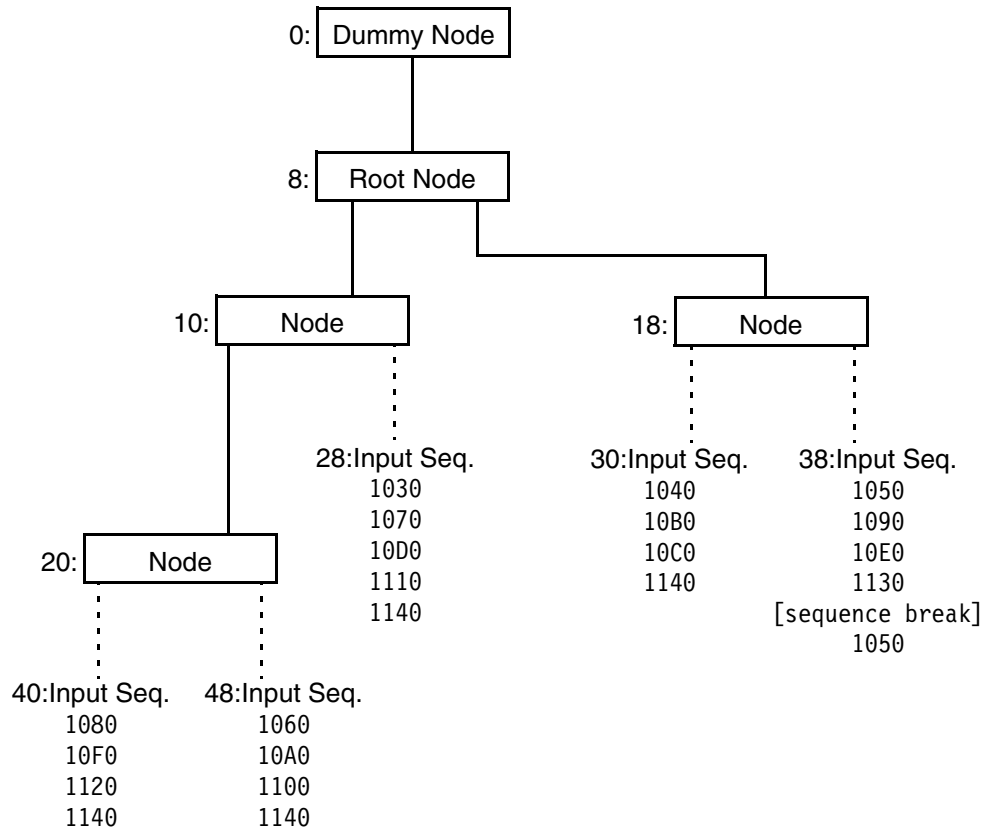 0: Dummy Node
8: Root Node
10: Node
18: Node
28:Input Seq.
1030
1070
10D0
1110
1140
30:Input Seq.
1040
10B0
10C0
1140
38:Input Seq.
1050
1090
10E0
1130
[sequence break]
1050
20: Node
40:Input Seq.
1080
10F0
1120
1140
48:Input Seq.
1060
10A0
1100
1140